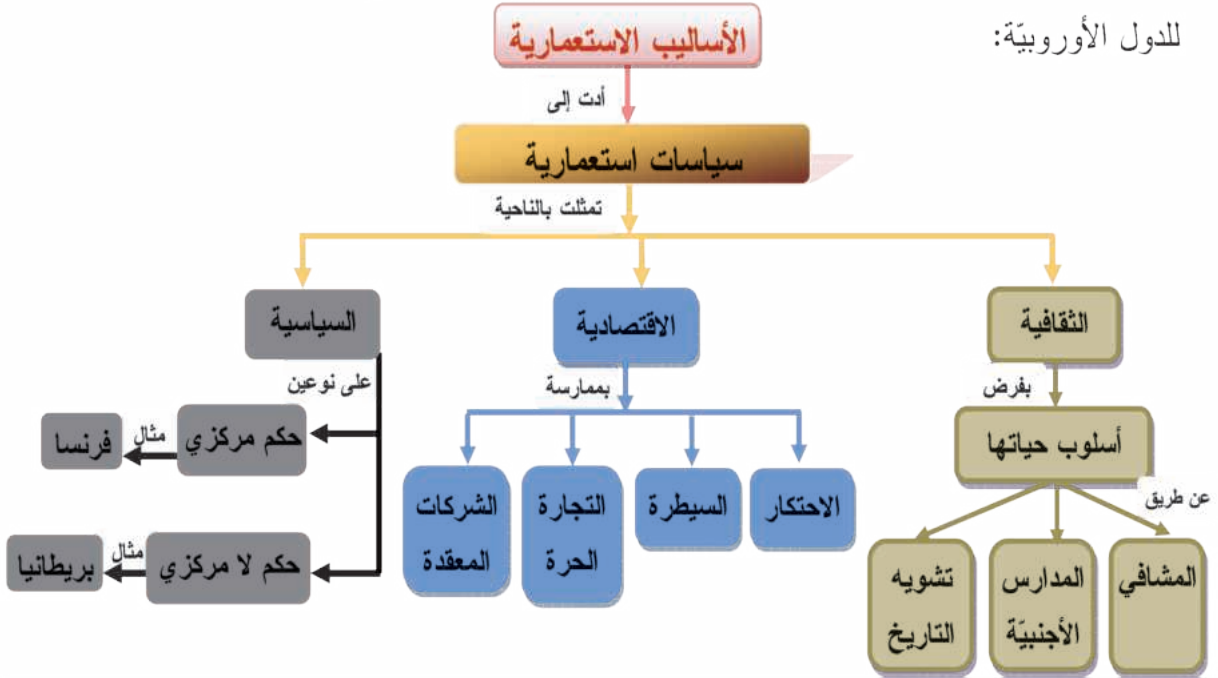 للدول الأوروبيّة:
الأساليب الاستعمارية
أدت إلى
سياسات استعمارية
تمثلت بالناحية
الثقافية
الاقتصادية
السياسية
بفرض
بممارسة
على نوعين
أسلوب حياتها
عن طريق
المشافي
المدارس
الأجنبيّة
تشويه
التاريخ
الاحتكار
السيطرة
التجارة
الحرة
الشركات
المعقدة
حكم مركزي
مثال
فرنسا
حكم لا مركزي
مثال
بريطانيا